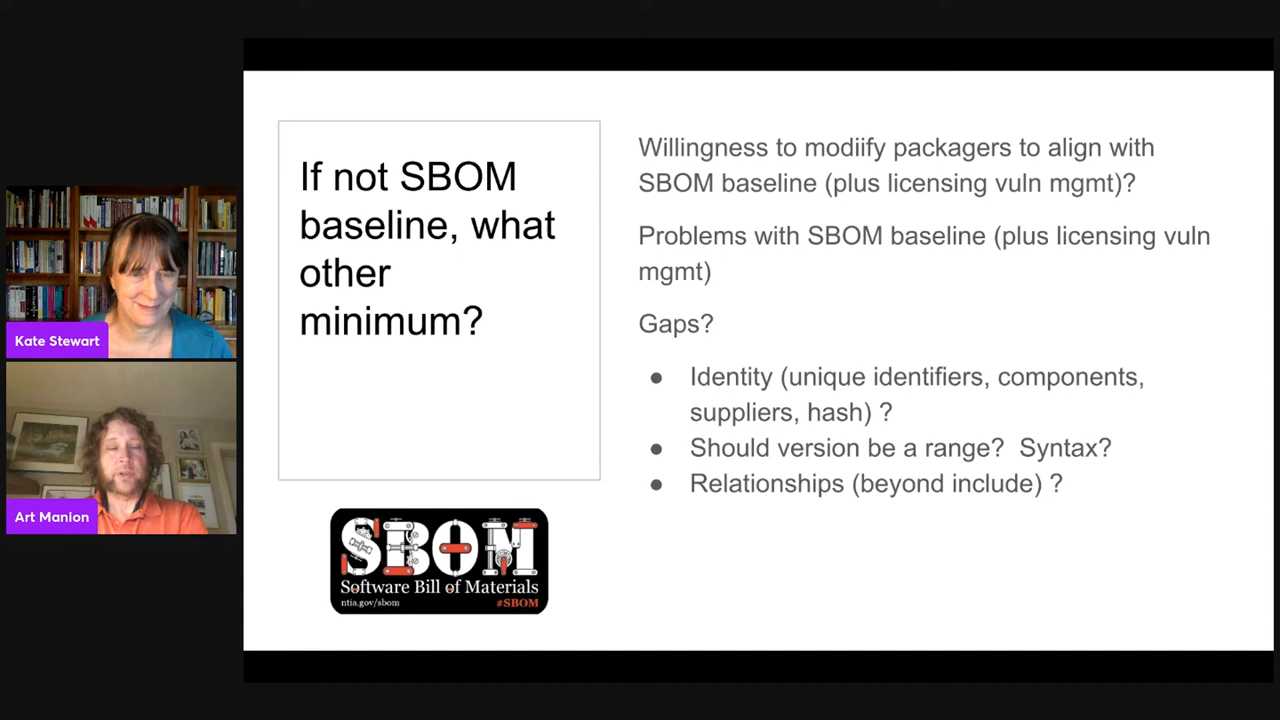 If not SBOM
baseline, what
other
minimum?
Willingness to modiify packagers to align with
SBOM baseline (plus licensing vuln mgmt)?
Problems with SBOM baseline (plus licensing vuln
mgmt)
Gaps?
● Identity (unique identifiers, components,
suppliers, hash) ?
● Should version be a range? Syntax?
● Relationships (beyond include) ?
SBOM
Software Bill of Materials
ntia.gov/sbom #SBOM
Kate Stewart
Art Manion